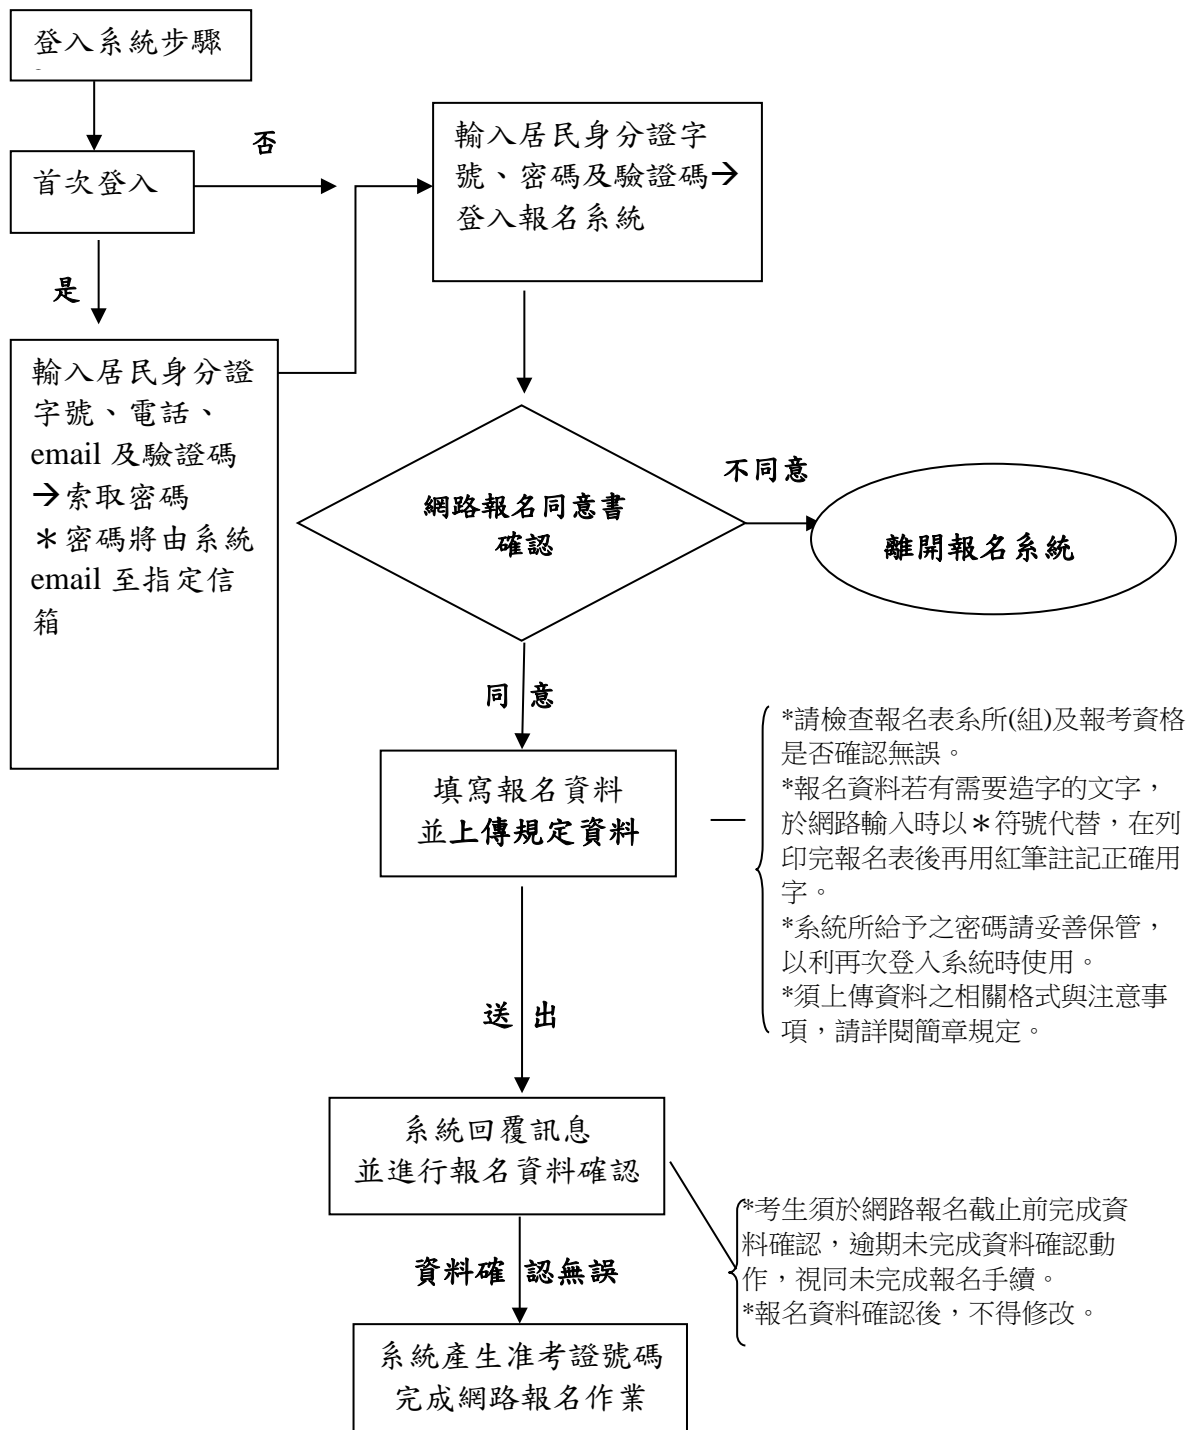 登入系統步驟
否
首次登入
輸入居民身分證字
號、密碼及驗證碼→
登入報名系統
是
輸入居民身分證
字號、電話、
email 及驗證碼
→索取密碼
＊密碼將由系統
email 至指定信
箱
網路報名同意書
確認
不同意
離開報名系統
同意
填寫報名資料
並上傳規定資料
*請檢查報名表系所(組)及報考資格
是否確認無誤。
*報名資料若有需要造字的文字，
於網路輸入時以＊符號代替，在列
印完報名表後再用紅筆註記正確用
字。
*系統所給予之密碼請妥善保管，
以利再次登入系統時使用。
*須上傳資料之相關格式與注意事
項，請詳閱簡章規定。
送出
系統回覆訊息
並進行報名資料確認
*考生須於網路報名截止前完成資
料確認，逾期未完成資料確認動
作，視同未完成報名手續。
*報名資料確認後，不得修改。
資料確認無誤
系統產生准考證號碼
完成網路報名作業